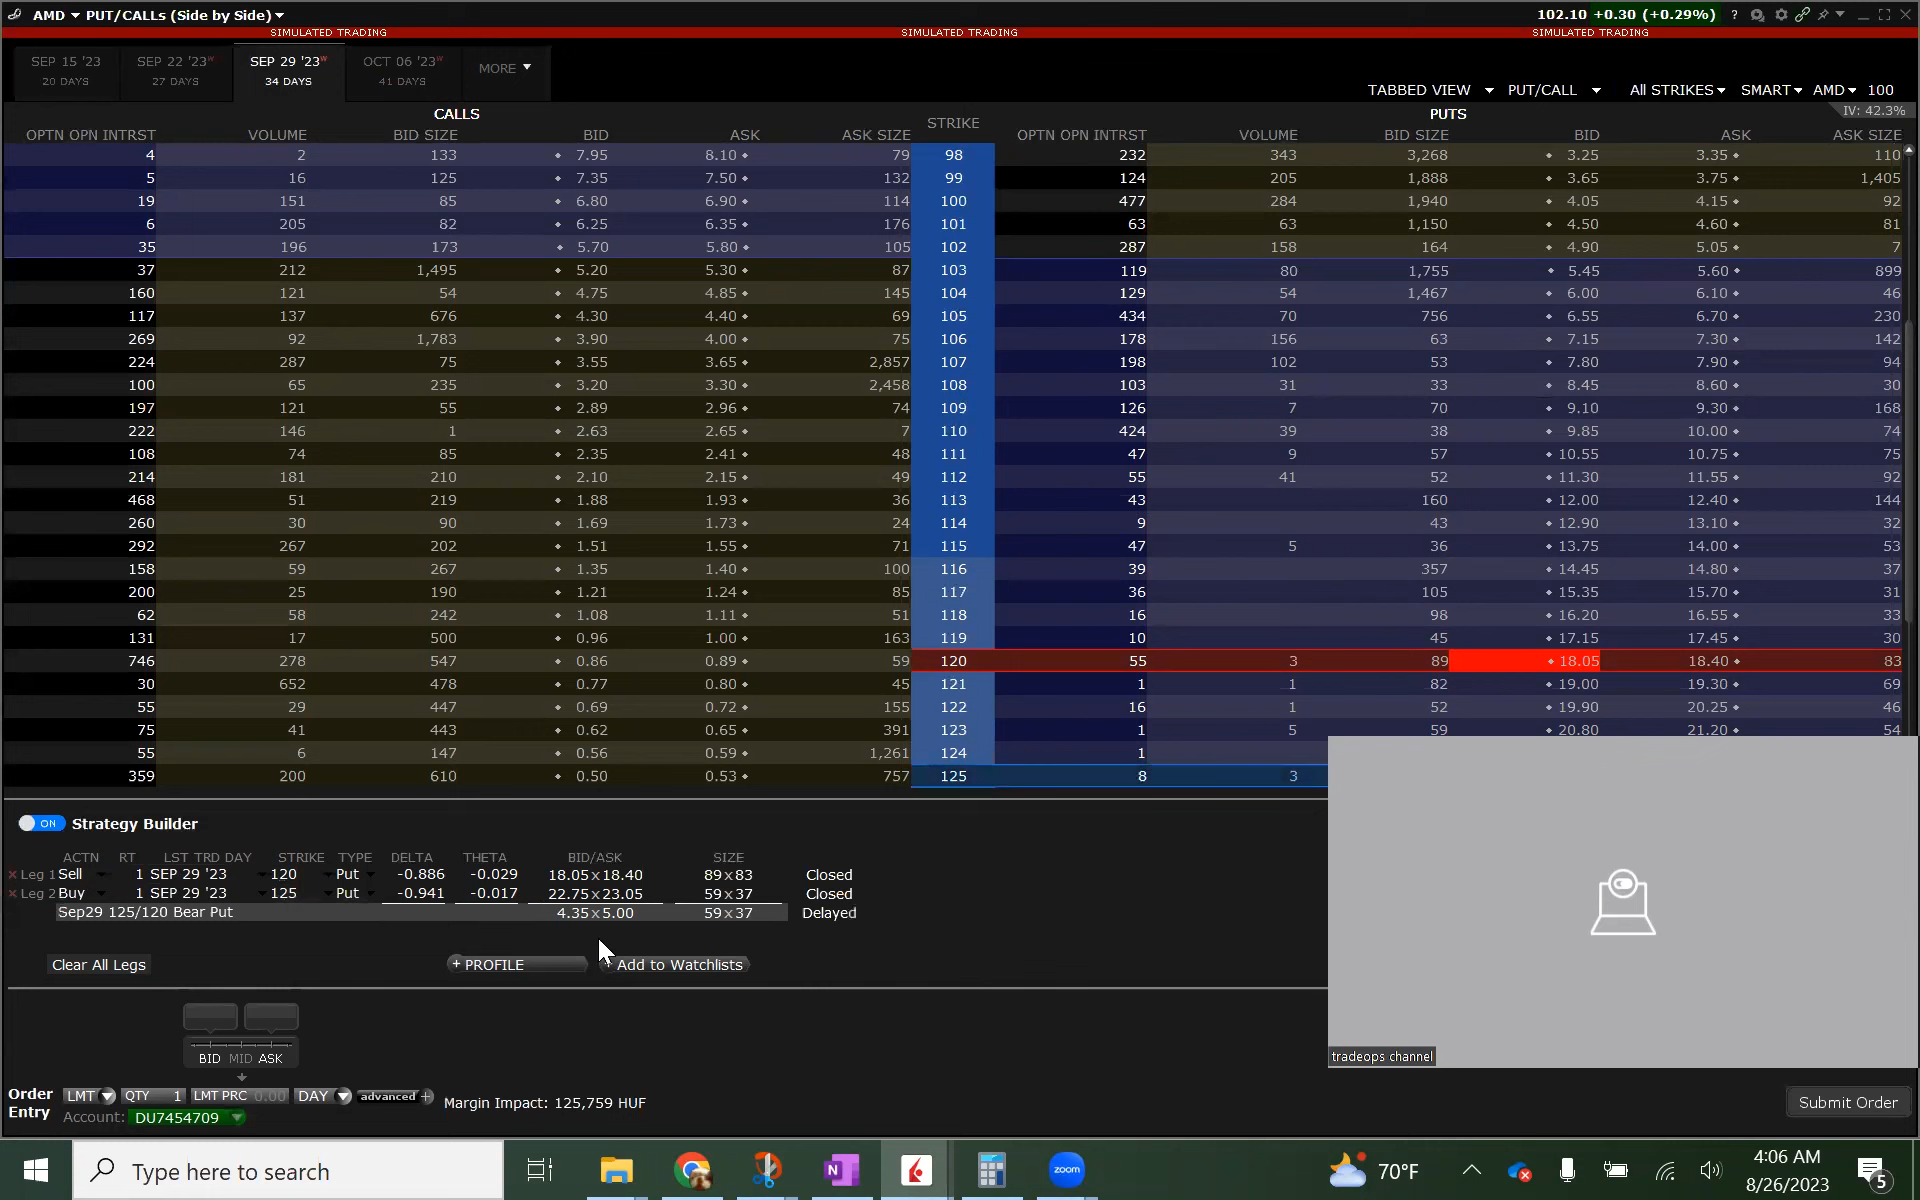 AMD PUT/CALLs (Side by Side) 102.10 +0.30 (+0.29%) ?
SIMULATED TRADING SIMULATED TRADING SIMULATED TRADING
SEP 15 '23 SEP 22 '23W SEP 29 '23W OCT 06 '23W MORE
20 DAYS 27 DAYS 34 DAYS 41 DAYS
TABBED VIEW PUT/CALL All STRIKES SMART AMD 100
CALLS STRIKE PUTS IV: 42.3%
OPTN OPN INTRST VOLUME BID SIZE BID ASK ASK SIZE OPTN OPN INTRST VOLUME BID SIZE BID ASK ASK SIZE
4 2 133 7.95 8.10 79 98 232 343 3,268 3.25 3.35 110
5 16 125 7.35 7.50 132 99 124 205 1,888 3.65 3.75 1,405
19 151 85 6.80 6.90 114 100 477 284 1,940 4.05 4.15 92
6 205 82 6.25 6.35 176 101 63 63 1,150 4.50 4.60 81
35 196 173 5.70 5.80 105 102 287 158 164 4.90 5.05 7
37 212 1,495 5.20 5.30 87 103 119 80 1,755 5.45 5.60 899
160 121 54 4.75 4.85 145 104 129 54 1,467 6.00 6.10 46
117 137 676 4.30 4.40 69 105 434 70 756 6.55 6.70 230
269 92 1,783 3.90 4.00 75 106 178 156 63 7.15 7.30 142
224 287 75 3.55 3.65 2,857 107 198 102 53 7.80 7.90 94
100 65 235 3.20 3.30 2,458 108 103 31 33 8.45 8.60 30
197 121 55 2.89 2.96 74 109 126 7 70 9.10 9.30 168
222 146 1 2.63 2.65 7 110 424 39 38 9.85 10.00 74
108 74 85 2.35 2.41 48 111 47 9 57 10.55 10.75 75
214 181 210 2.10 2.15 49 112 55 41 52 11.30 11.55 92
468 51 219 1.88 1.93 36 113 43 160 12.00 12.40 144
260 30 90 1.69 1.73 24 114 9 43 12.90 13.10 32
292 267 202 1.51 1.55 71 115 47 5 36 13.75 14.00 53
158 59 267 1.35 1.40 100 116 39 357 14.45 14.80 37
200 25 190 1.21 1.24 85 117 36 105 15.35 15.70 31
62 58 242 1.08 1.11 51 118 16 98 16.20 16.55 33
131 17 500 0.96 1.00 163 119 10 45 17.15 17.45 30
746 278 547 0.86 0.89 59 120 55 3 89 18.05 18.40 83
30 652 478 0.77 0.80 45 121 1 1 82 19.00 19.30 69
55 29 447 0.69 0.72 155 122 16 1 52 19.90 20.25 46
75 41 443 0.62 0.65 391 123 1 5 59 20.80 21.20 54
55 6 147 0.56 0.59 1,261 124 1
359 200 610 0.50 0.53 757 125 8 3
ON Strategy Builder
ACTN RT LST TRD DAY STRIKE TYPE DELTA THETA BID/ASK SIZE
x Leg 1 Sell 1 SEP 29 '23 120 Put -0.886 -0.029 18.05x18.40 89x83 Closed
x Leg 2 Buy 1 SEP 29 '23 125 Put -0.941 -0.017 22.75x23.05 59x37 Closed
Sep29 125/120 Bear Put 4.35x5.00 59x37 Delayed
Clear All Legs + PROFILE Add to Watchlists
BID MID ASK
tradeops channel
Order Entry LMT QTY 1 LMT PRC 0.00 DAY advanced + Margin Impact: 125,759 HUF Submit Order
Account: DU7454709
Type here to search N zoom 70°F 4:06 AM
8/26/2023 5